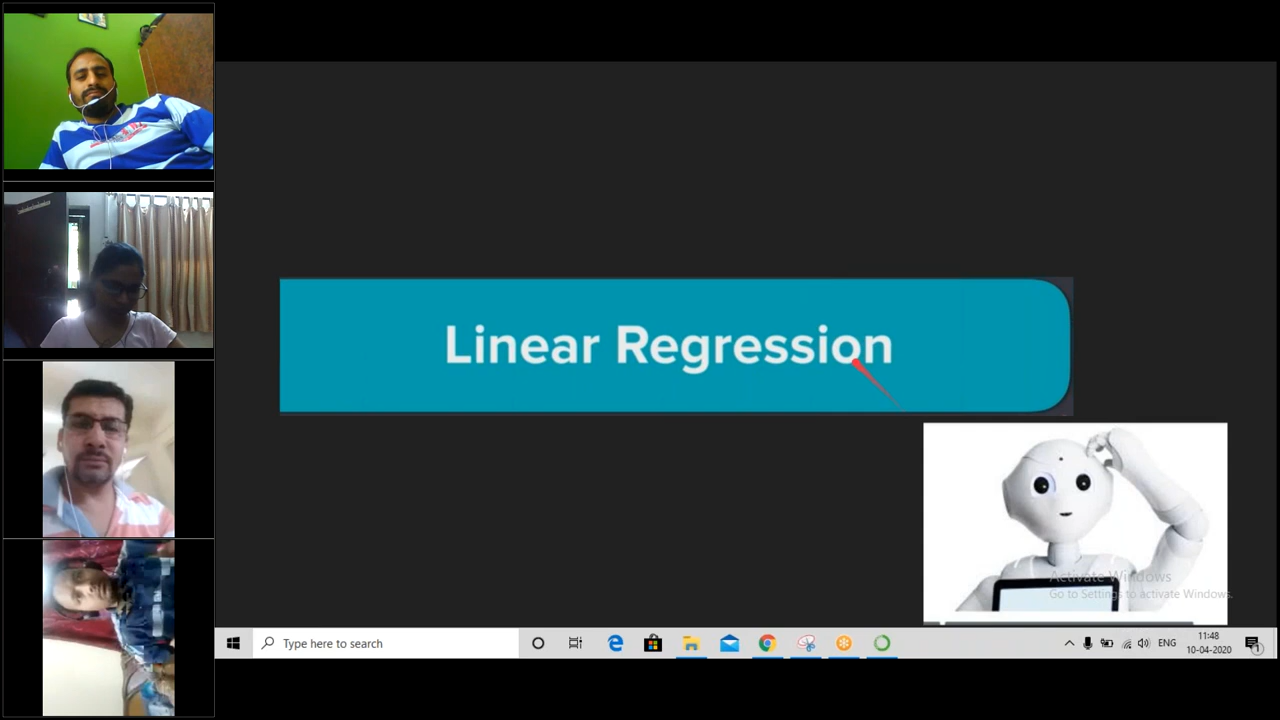 Linear Regression
Activate Windows
Go to Settings to activate Windows.
Type here to search
ENG
11:48
10-04-2020
1